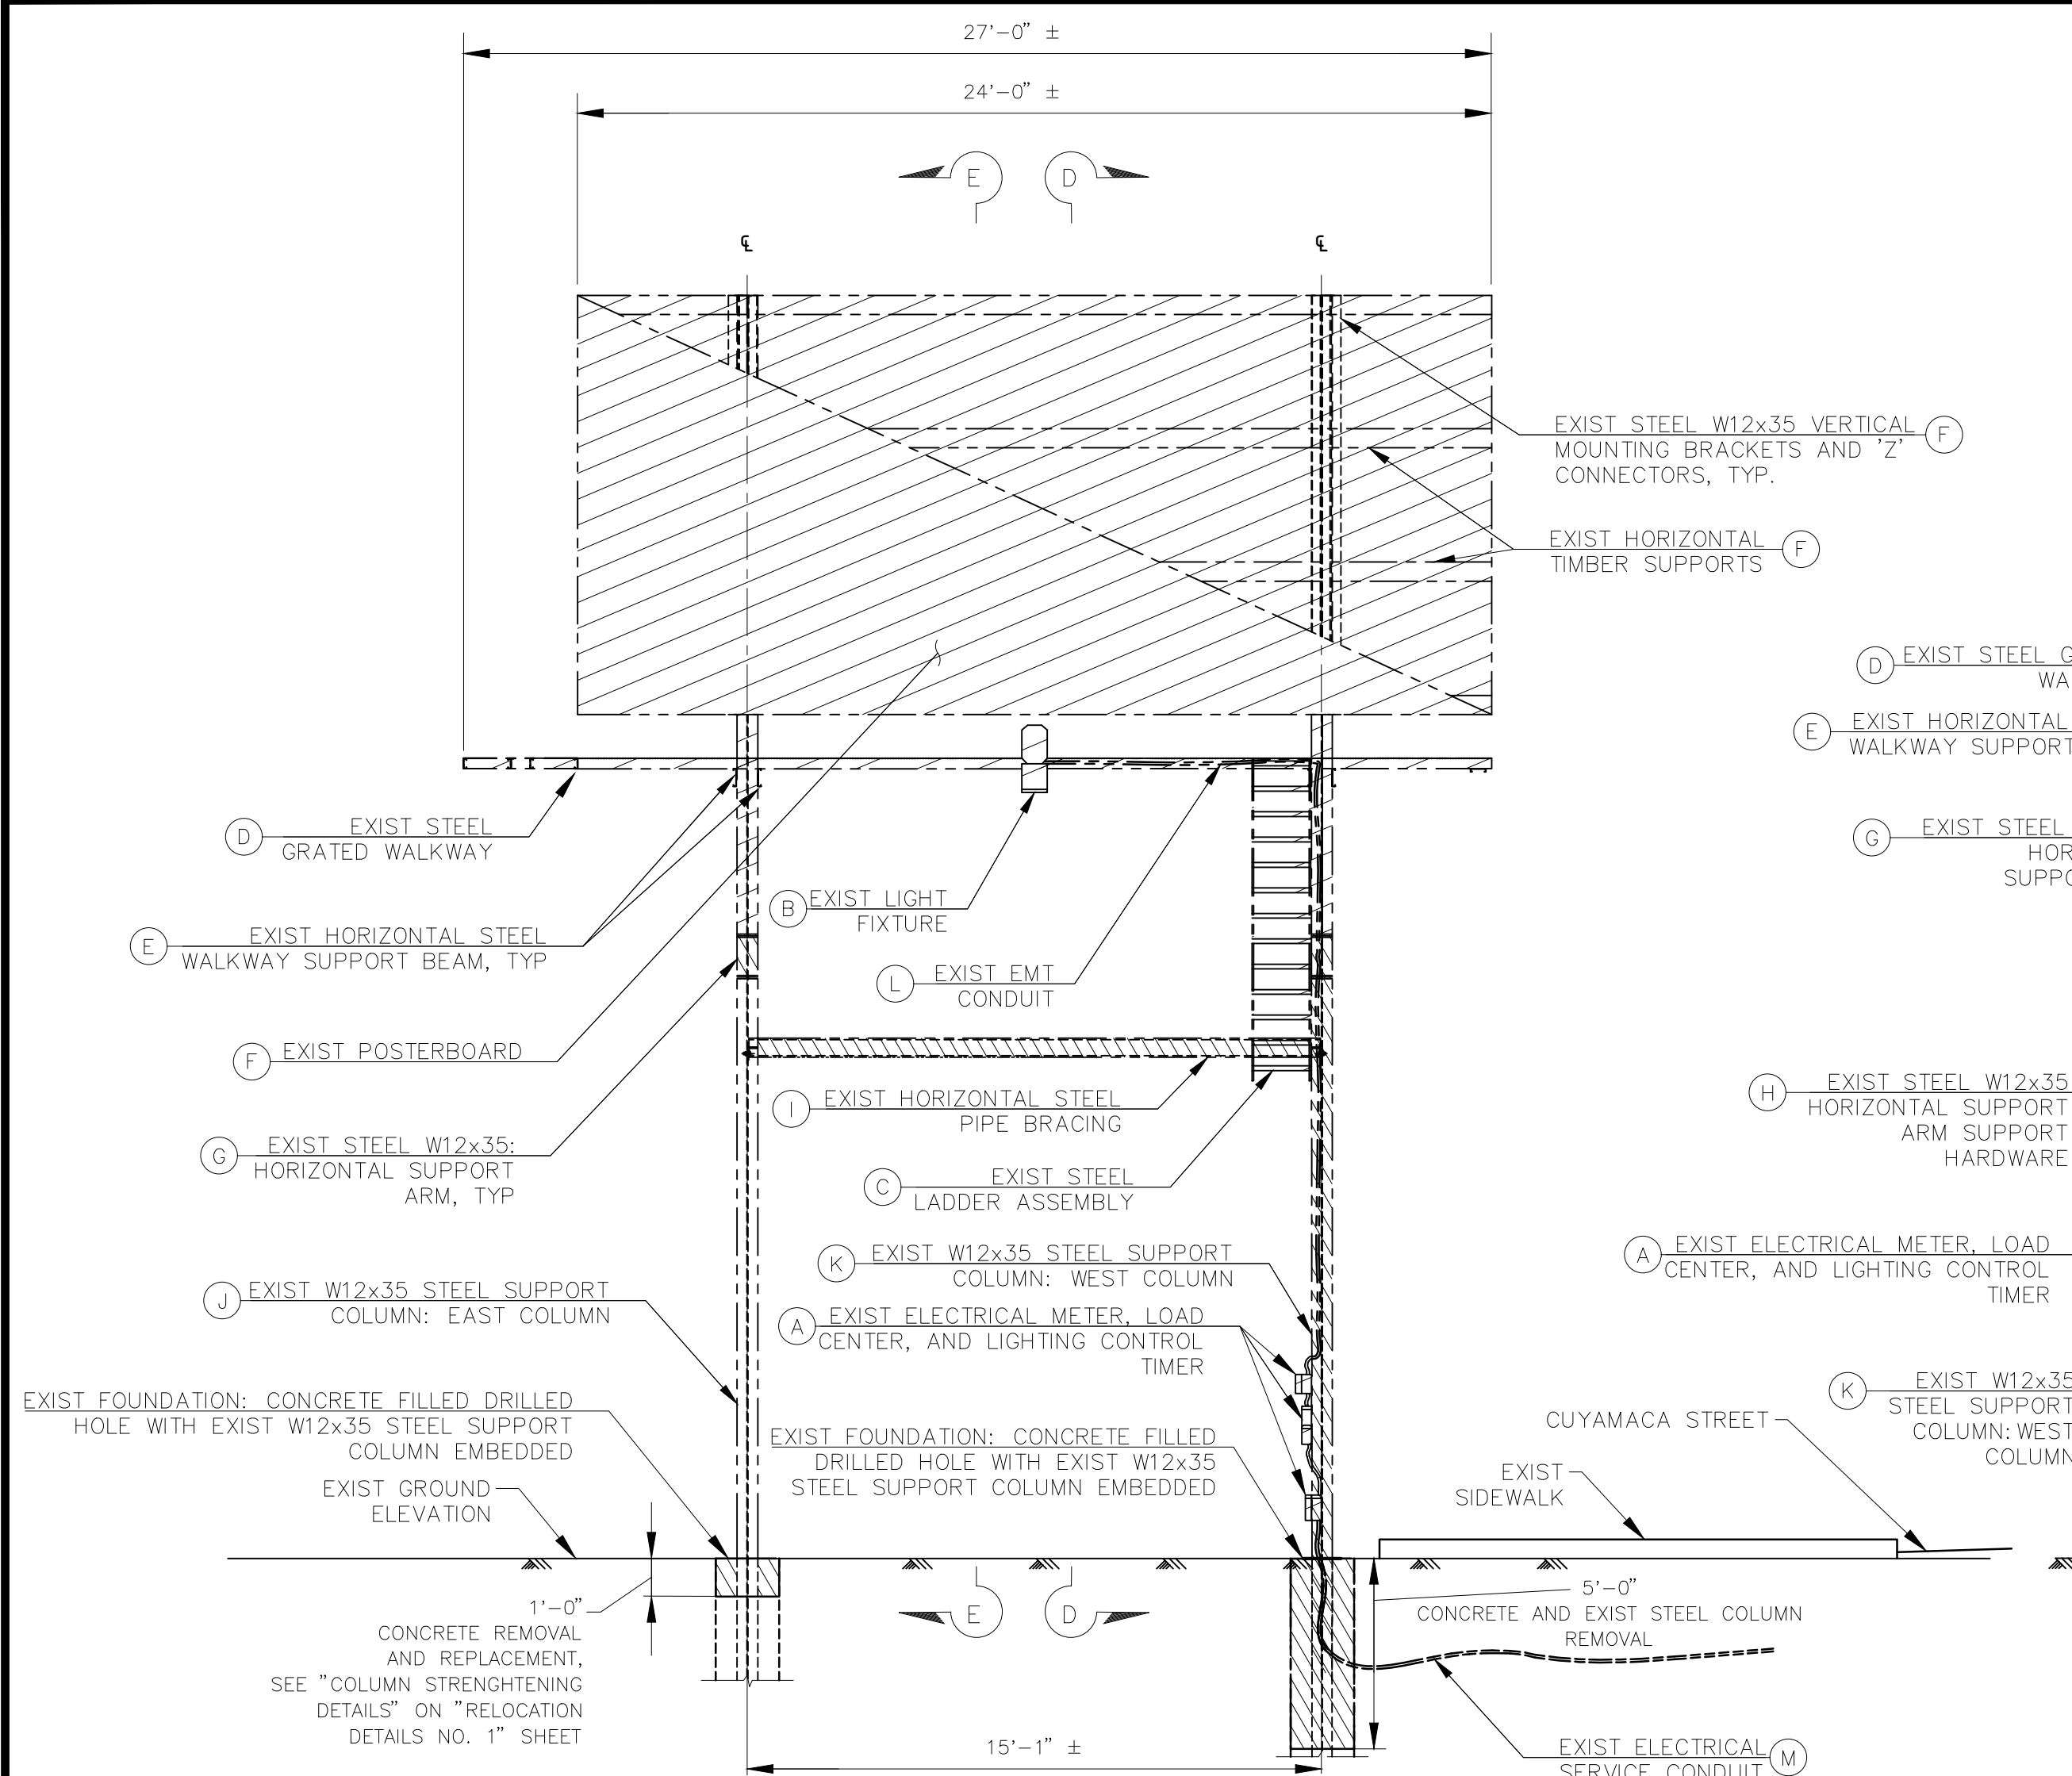 27'-0" ±
24'-0" ±
E
D
℄
℄
EXIST STEEL W12x35 VERTICAL
MOUNTING BRACKETS AND 'Z'
CONNECTORS, TYP.
F
EXIST HORIZONTAL
TIMBER SUPPORTS
F
D
EXIST STEEL
E
EXIST HORIZONTAL
WALKWAY SUPPORT
G
EXIST STEEL
D
EXIST STEEL
GRATED WALKWAY
B
EXIST LIGHT
FIXTURE
E
EXIST HORIZONTAL STEEL
WALKWAY SUPPORT BEAM, TYP
L
EXIST EMT
CONDUIT
F
EXIST POSTERBOARD
I
EXIST HORIZONTAL STEEL
PIPE BRACING
H
EXIST STEEL W12x35
HORIZONTAL SUPPORT
ARM SUPPORT
HARDWARE
G
EXIST STEEL W12x35:
HORIZONTAL SUPPORT
ARM, TYP
C
EXIST STEEL
LADDER ASSEMBLY
K
EXIST W12x35 STEEL SUPPORT
COLUMN: WEST COLUMN
A
EXIST ELECTRICAL METER, LOAD
CENTER, AND LIGHTING CONTROL
TIMER
J
EXIST W12x35 STEEL SUPPORT
COLUMN: EAST COLUMN
A
EXIST ELECTRICAL METER, LOAD
CENTER, AND LIGHTING CONTROL
TIMER
K
EXIST W12x35
STEEL SUPPORT
COLUMN: WEST
COLUMN
EXIST FOUNDATION: CONCRETE FILLED DRILLED
HOLE WITH EXIST W12x35 STEEL SUPPORT
COLUMN EMBEDDED
EXIST FOUNDATION: CONCRETE FILLED
DRILLED HOLE WITH EXIST W12x35
STEEL SUPPORT COLUMN EMBEDDED
CUYAMACA STREET
EXIST
SIDEWALK
EXIST GROUND
ELEVATION
1'-0"
CONCRETE REMOVAL
AND REPLACEMENT,
SEE "COLUMN STRENGHTENING
DETAILS" ON "RELOCATION
DETAILS NO. 1" SHEET
E
D
5'-0"
CONCRETE AND EXIST STEEL COLUMN
REMOVAL
15'-1" ±
EXIST ELECTRICAL
SERVICE CONDUIT
M